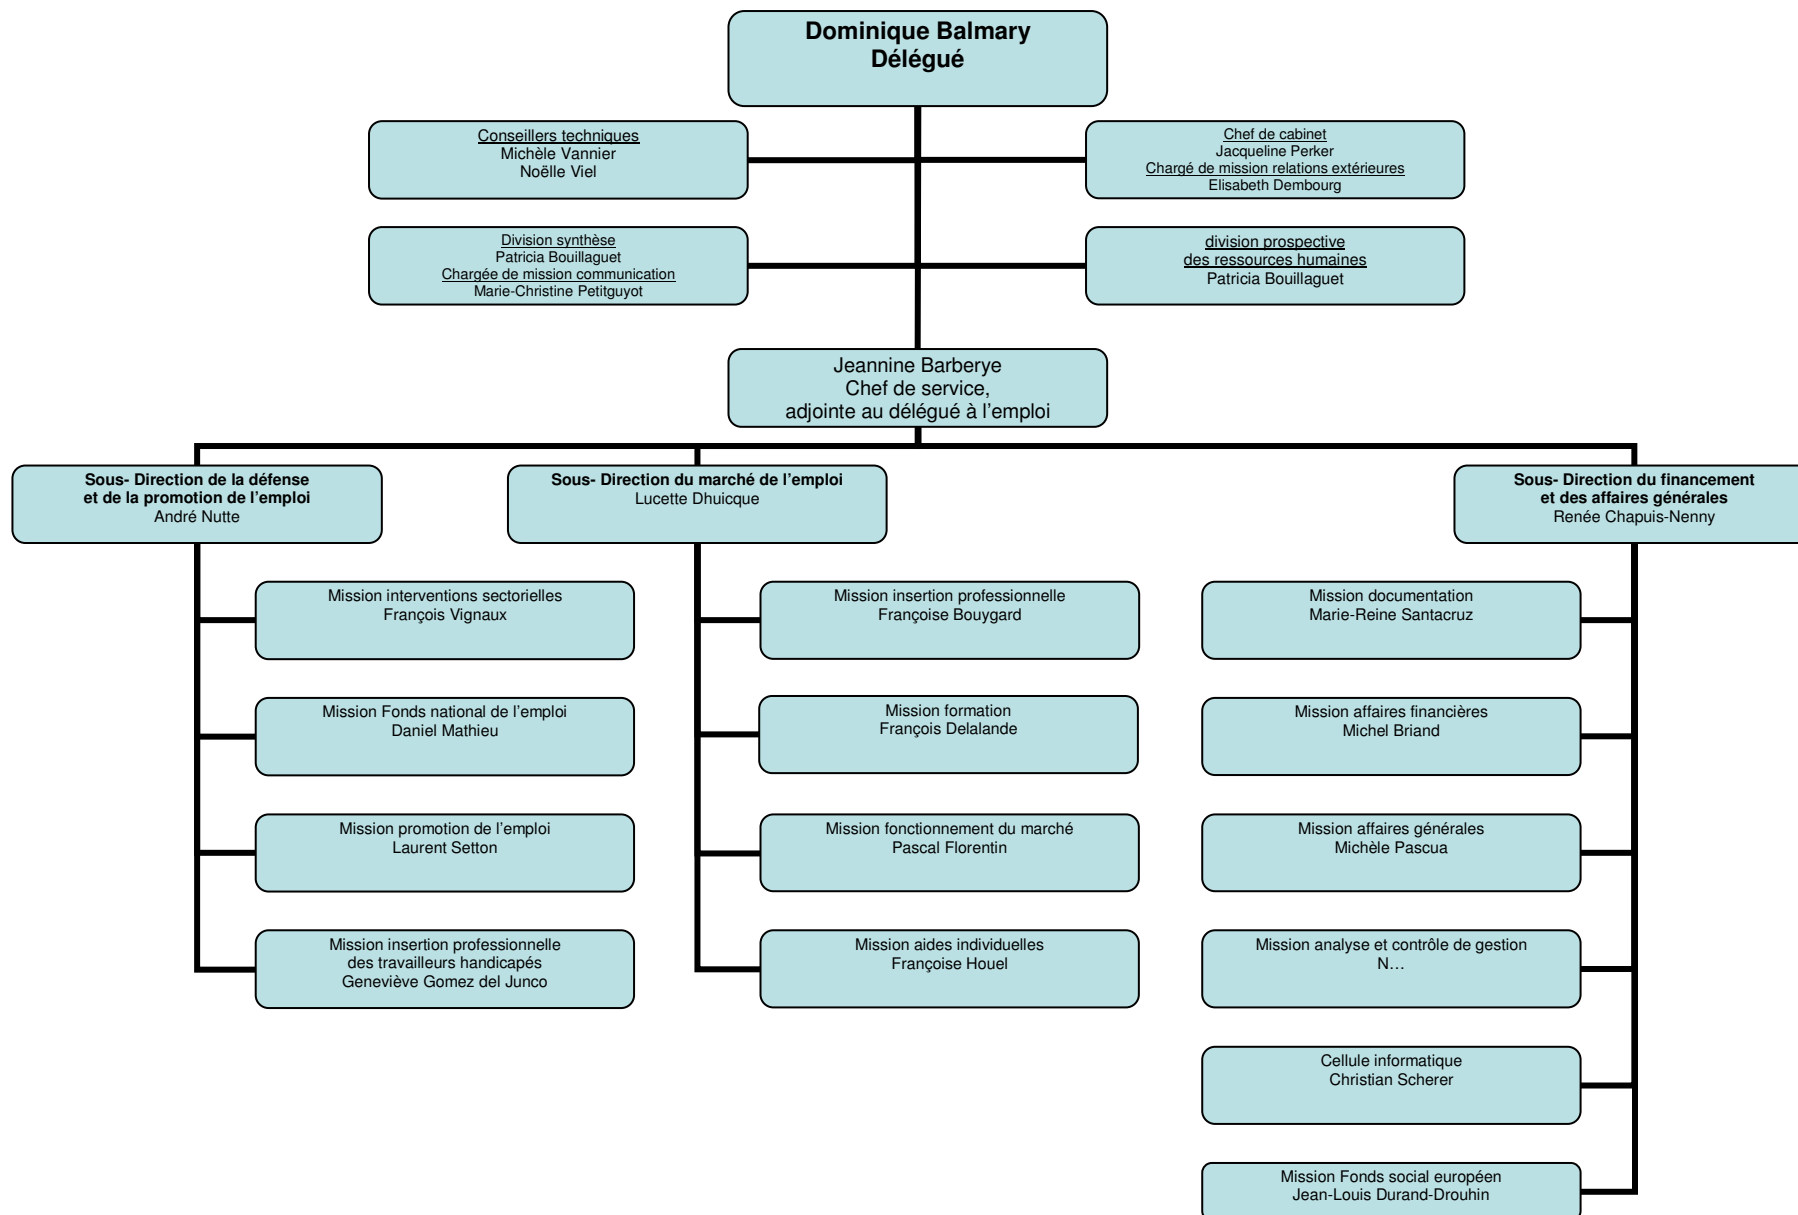 Dominique Balmary
Délégué
Conseillers techniques
Michèle Vannier
Noëlle Viel
Chef de cabinet
Jacqueline Perker
Chargé de mission relations extérieures
Elisabeth Dembourg
Division synthèse
Patricia Bouillaguet
Chargée de mission communication
Marie-Christine Petitguyot
division prospective
des ressources humaines
Patricia Bouillaguet
Jeannine Barberye
Chef de service,
adjointe au délégué à l’emploi
Sous- Direction de la défense
et de la promotion de l’emploi
André Nutte
Sous- Direction du marché de l’emploi
Lucette Dhuicque
Sous- Direction du financement
et des affaires générales
Renée Chapuis-Nenny
Mission interventions sectorielles
François Vignaux
Mission Fonds national de l’emploi
Daniel Mathieu
Mission promotion de l’emploi
Laurent Setton
Mission insertion professionnelle
des travailleurs handicapés
Geneviève Gomez del Junco
Mission insertion professionnelle
Françoise Bouygard
Mission formation
François Delalande
Mission fonctionnement du marché
Pascal Florentin
Mission aides individuelles
Françoise Houel
Mission documentation
Marie-Reine Santacruz
Mission affaires financières
Michel Briand
Mission affaires générales
Michèle Pascua
Mission analyse et contrôle de gestion
N…
Cellule informatique
Christian Scherer
Mission Fonds social européen
Jean-Louis Durand-Drouhin